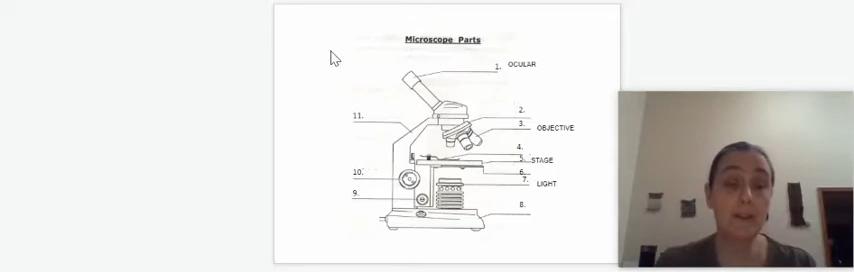 Microscope Parts
1. OCULAR
2.
11.
3. OBJECTIVE
4.
5. STAGE
6.
10.
7. LIGHT
9.
8.